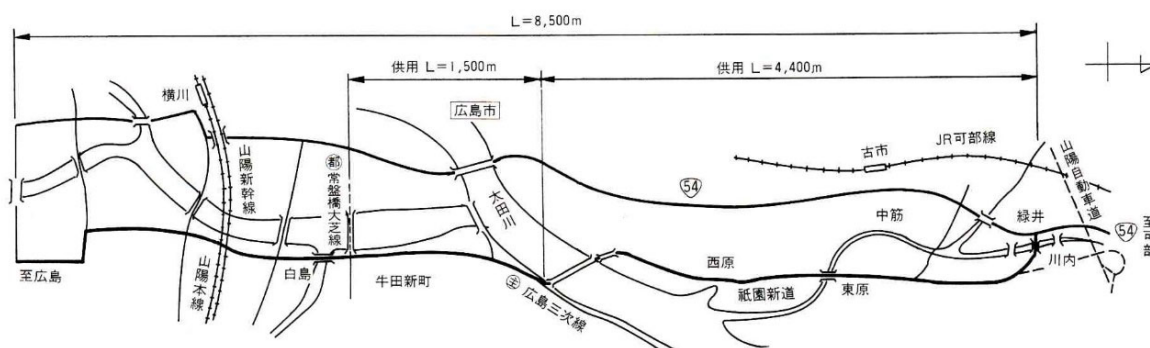 L=8,500m
供用 L=1,500m
供用 L=4,400m
横川
広島市
山陽新幹線
都 常盤橋大芝線
太田川
古市
JR可部線
山陽自動車道
54
中筋
緑井
54
至可部
川内
至広島
山陽本線
白島
牛田新町
主 広島三次線
西原
祇園新道
東原